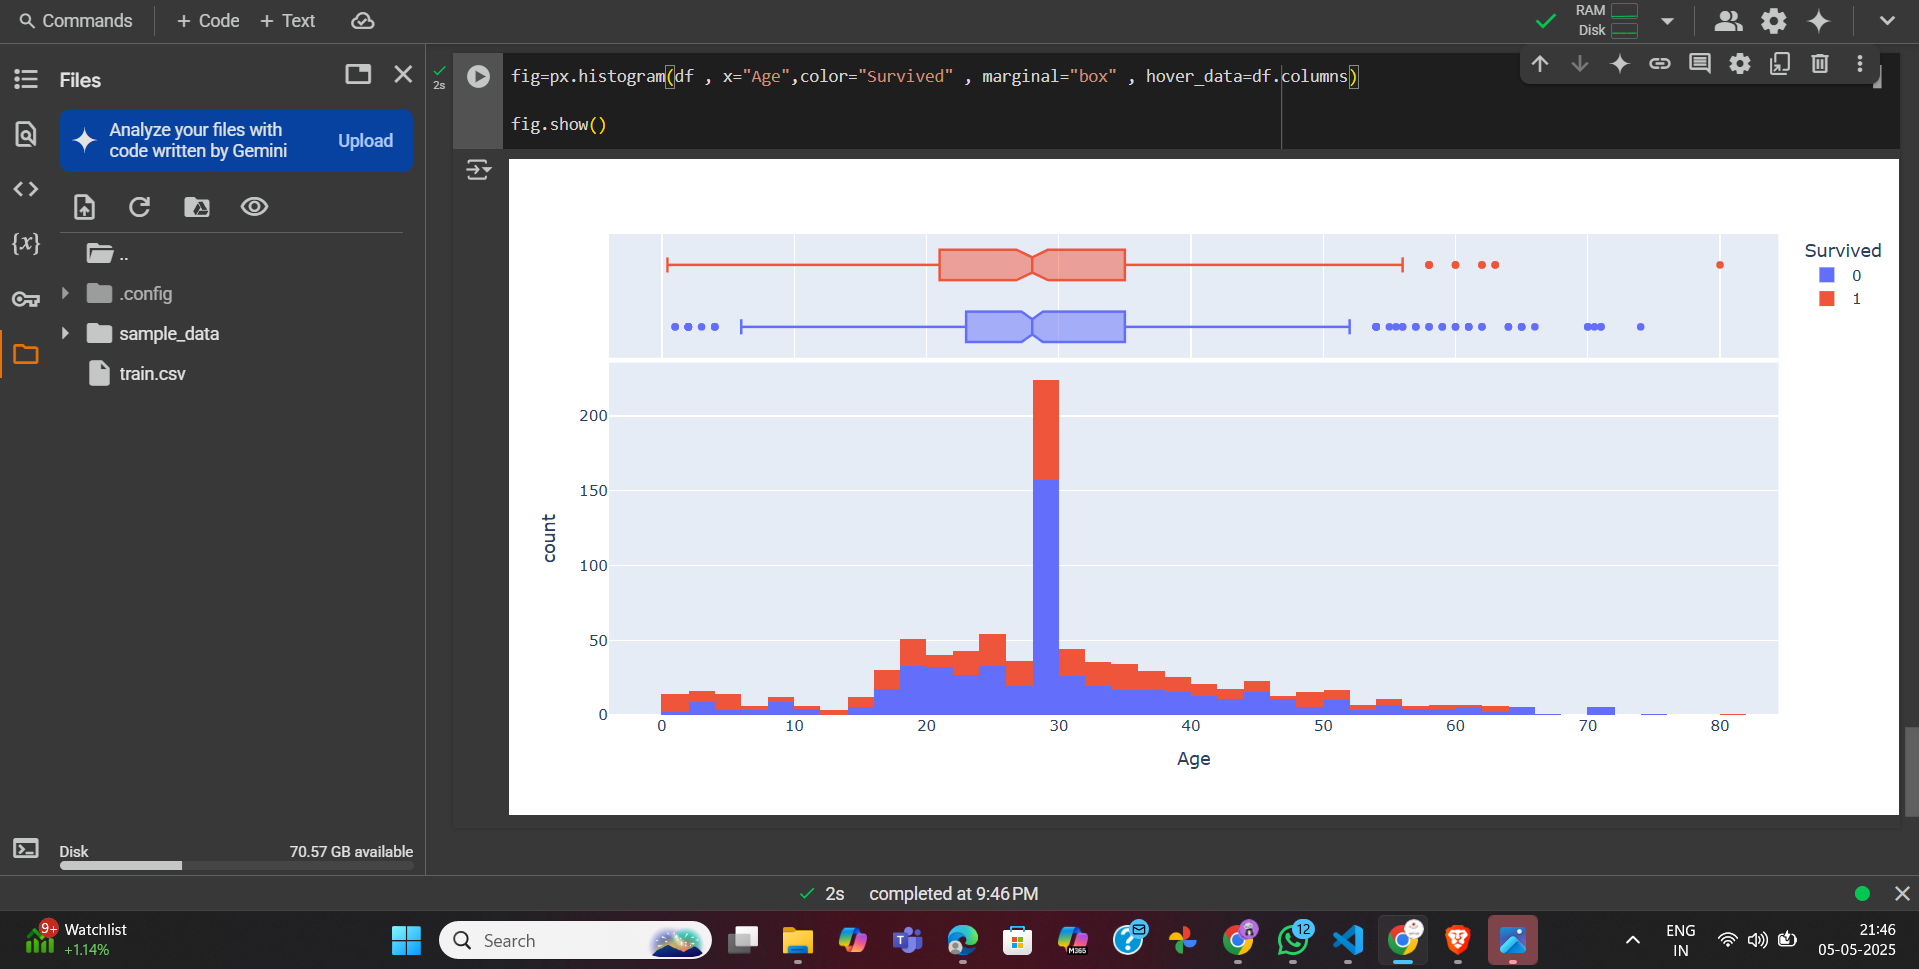 Commands
+ Code
+ Text
RAM
Disk
Files
Analyze your files with
code written by Gemini
Upload
{x}
..
.config
sample_data
train.csv
Disk
70.57 GB available
2s
fig=px.histogram(df , x="Age",color="Survived" , marginal="box" , hover_data=df.columns)
fig.show()
Survived
0
1
200
150
100
50
0
count
0 10 20 30 40 50 60 70 80
Age
2s completed at 9:46 PM
9+
Watchlist
+1.14%
Search
M365
12
ENG
IN
21:46
05-05-2025